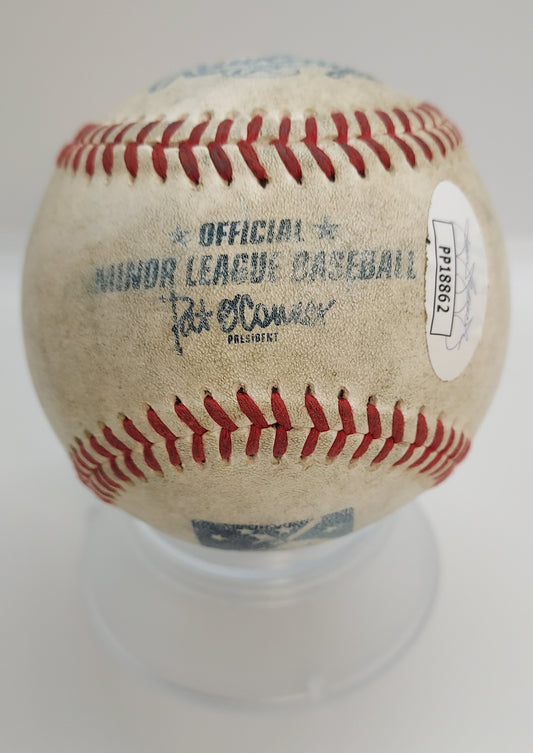 OFFICIAL
MINOR LEAGUE BASEBALL
Pat O'Conner
PRESIDENT
PP18862